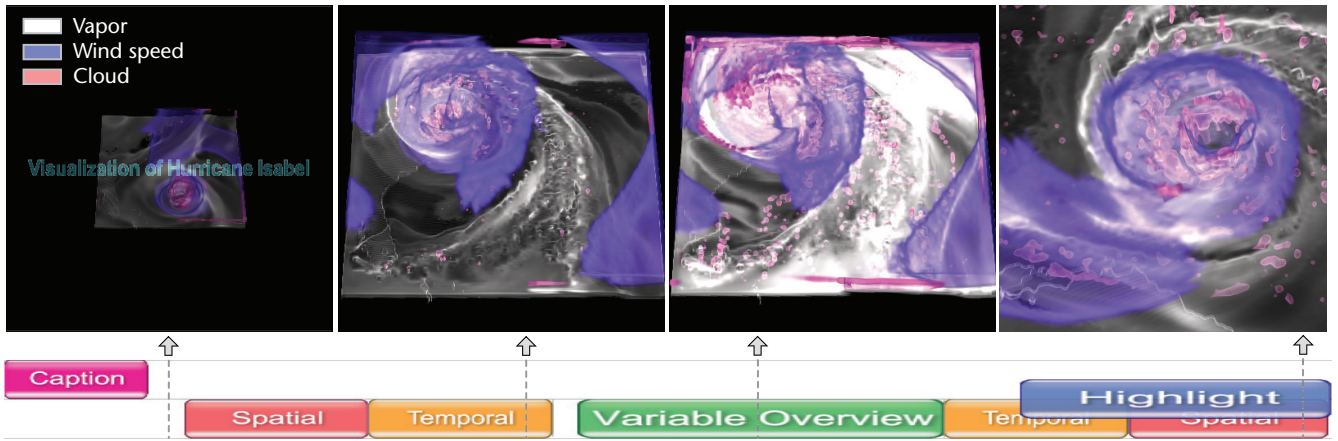 Vapor
Wind speed
Cloud
Visualization of Hurricane Isabel
Caption
Highlight
Spatial
Temporal
Variable Overview
Temporal
Spatial